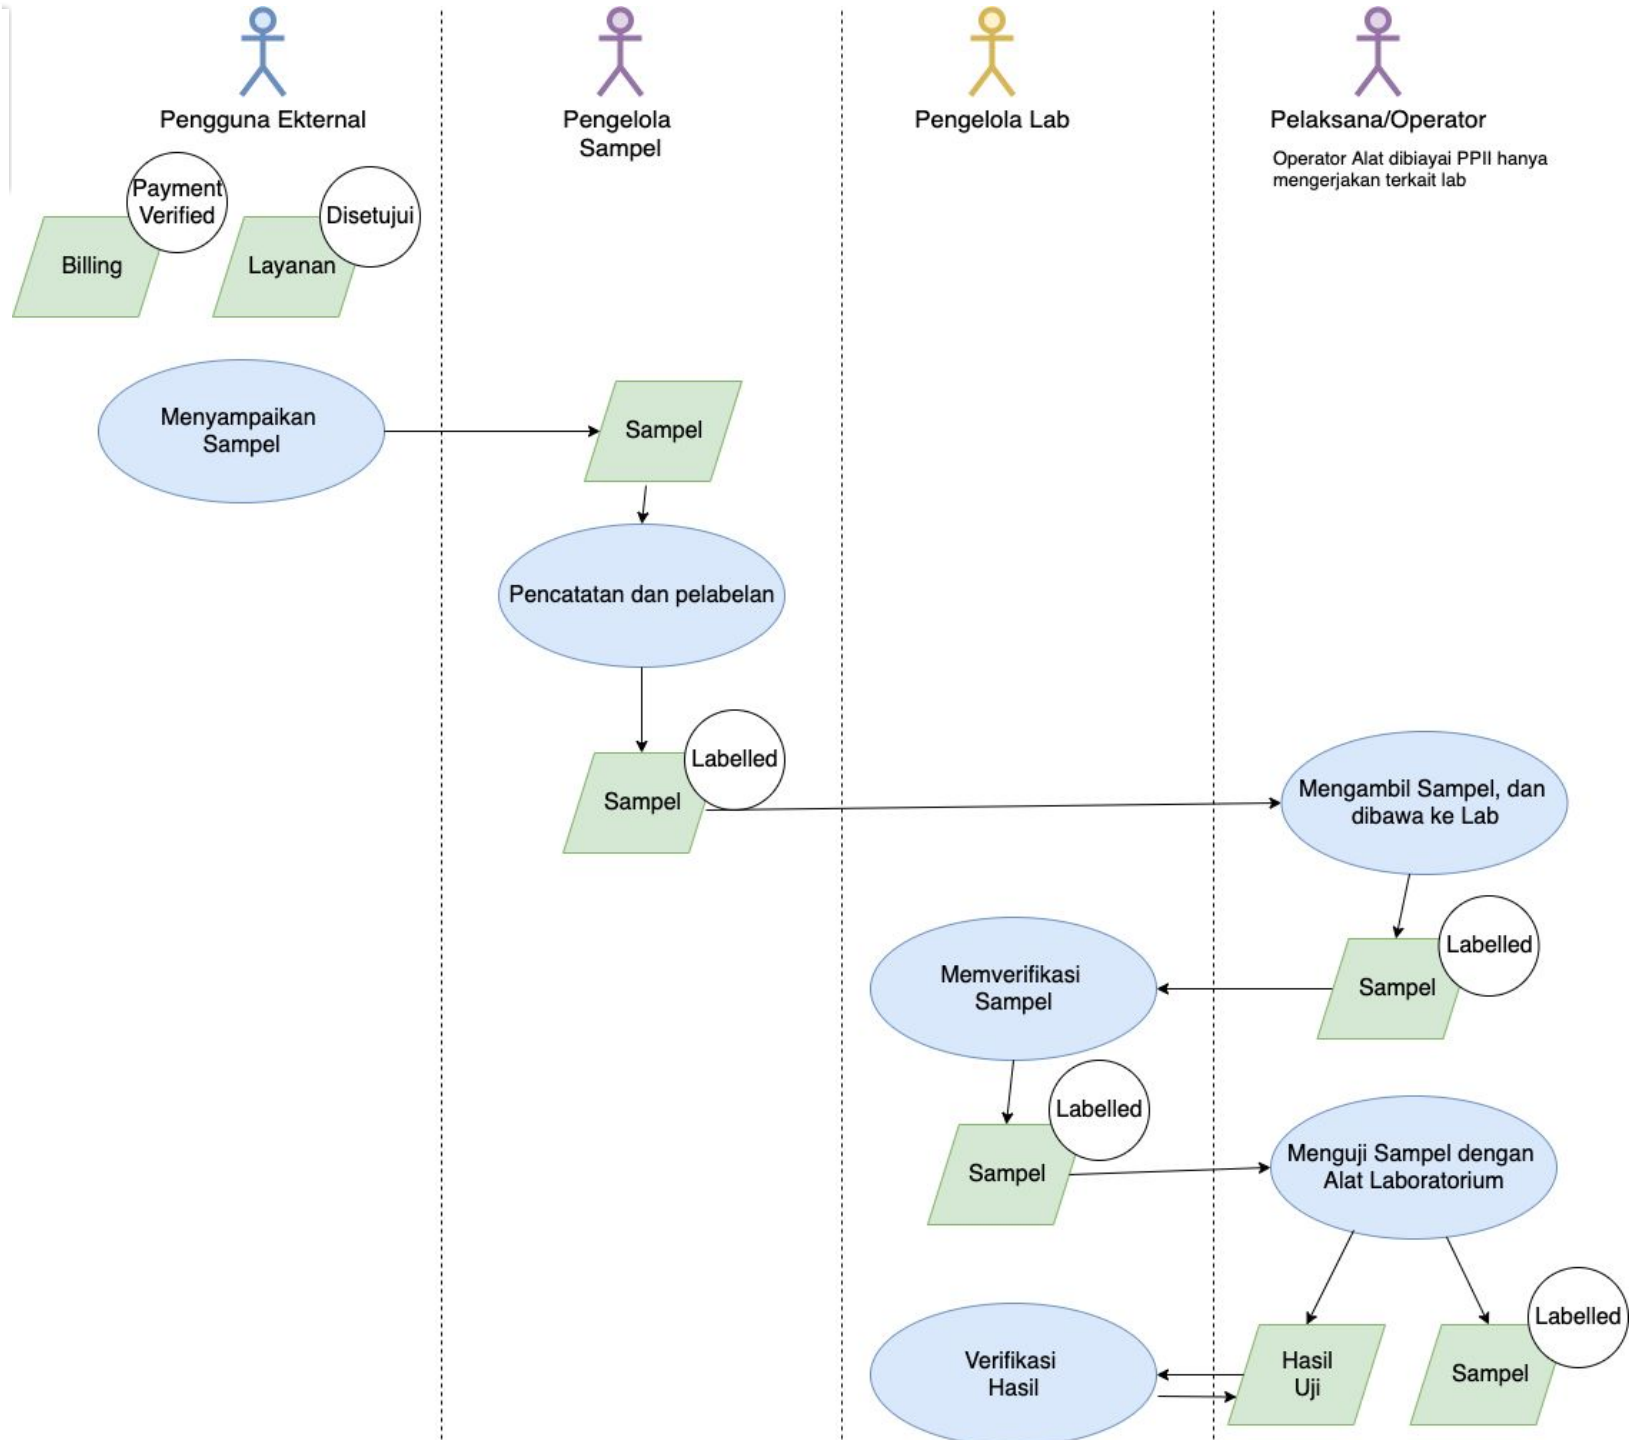 Pengguna Ekternal
Pengelola
Sampel
Pengelola Lab
Pelaksana/Operator
Operator Alat dibiayai PPII hanya
mengerjakan terkait lab
Payment
Verified
Billing
Disetujui
Layanan
Menyampaikan
Sampel
Sampel
Pencatatan dan pelabelan
Labelled
Sampel
Mengambil Sampel, dan
dibawa ke Lab
Labelled
Sampel
Memverifikasi
Sampel
Labelled
Sampel
Menguji Sampel dengan
Alat Laboratorium
Verifikasi
Hasil
Hasil
Uji
Labelled
Sampel